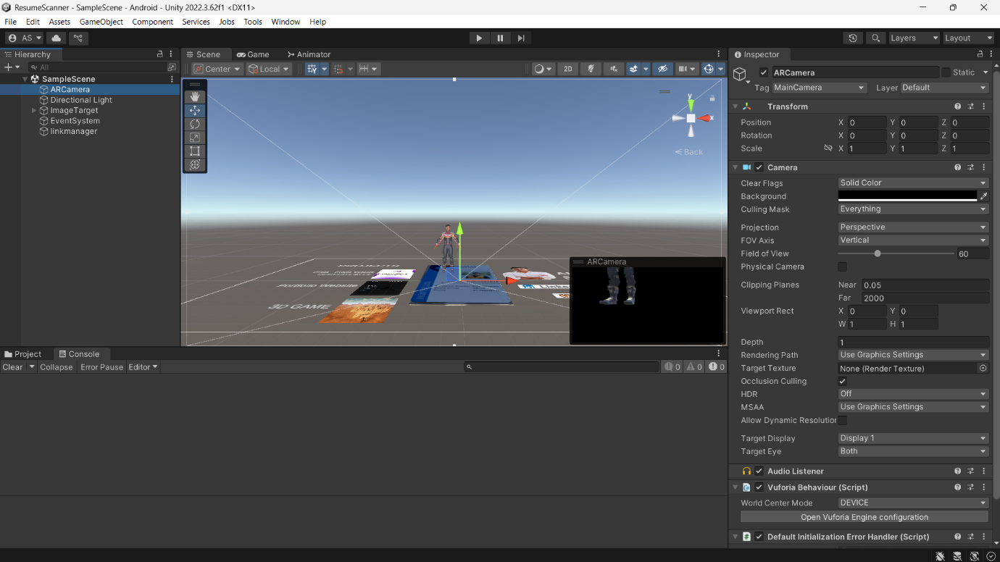 ResumeScanner - SampleScene - Android - Unity 2022.3.62f1 <DX11>
File Edit Assets GameObject Component Services Jobs Tools Window Help
AS Layers Layout
Hierarchy
All
SampleScene
ARCamera
Directional Light
ImageTarget
EventSystem
linkmanager
Scene Game Animator
Center Local 2D
y
x
Back
Portfolio Website
3D GAME
ARCamera
Project Console
Clear Collapse Error Pause Editor 0 0 0
Inspector
ARCamera Static
Tag MainCamera Layer Default
Transform
Position X 0 Y 0 Z 0
Rotation X 0 Y 0 Z 0
Scale X 1 Y 1 Z 1
Camera
Clear Flags Solid Color
Background
Culling Mask Everything
Projection Perspective
FOV Axis Vertical
Field of View 60
Physical Camera
Clipping Planes Near 0.05
Far 2000
Viewport Rect X 0 Y 0
W 1 H 1
Depth 1
Rendering Path Use Graphics Settings
Target Texture None (Render Texture)
Occlusion Culling
HDR Off
MSAA Use Graphics Settings
Allow Dynamic Resolution
Target Display Display 1
Target Eye Both
Audio Listener
Vuforia Behaviour (Script)
World Center Mode DEVICE
Open Vuforia Engine configuration
Default Initialization Error Handler (Script)